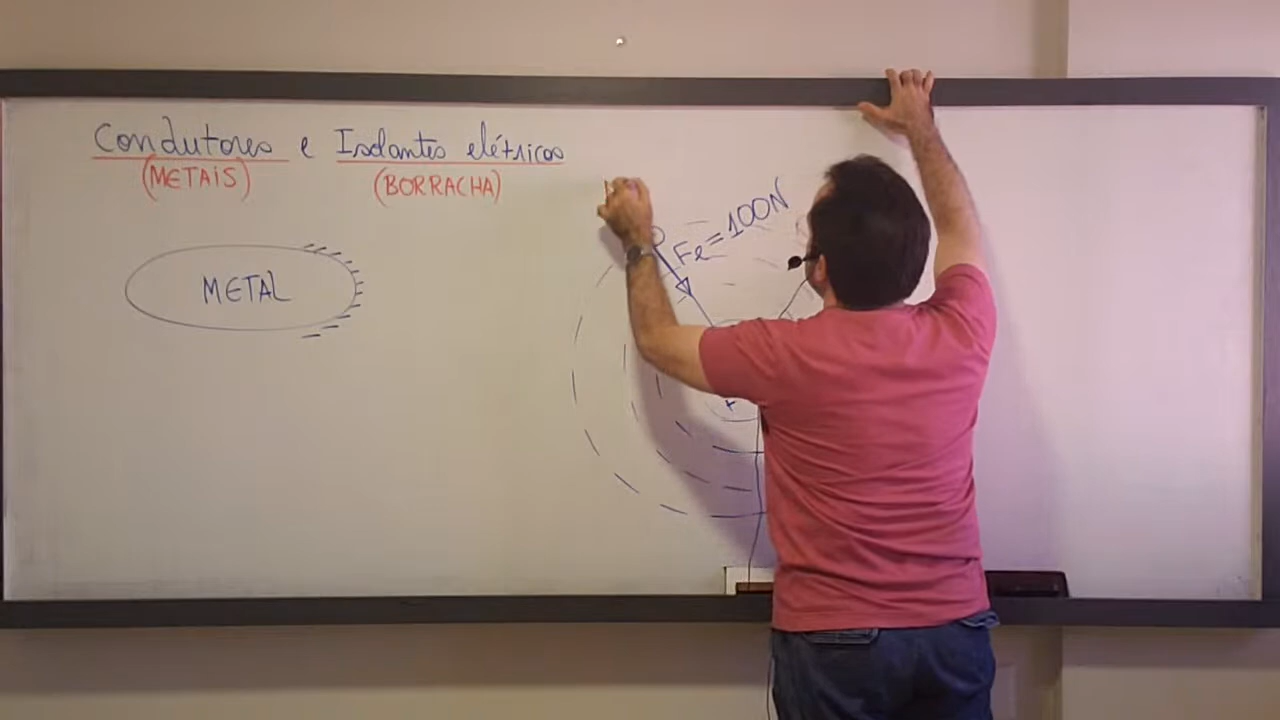 Condutores e Isolantes elétricos
(METAIS) (BORRACHA)
METAL
Fe = 100N
+